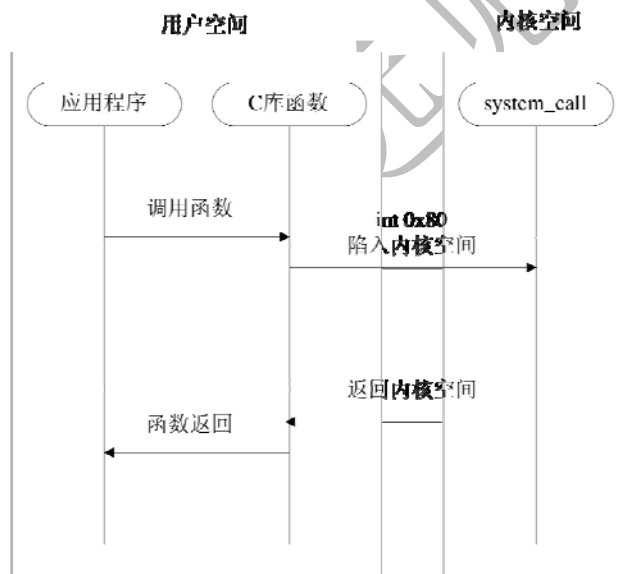 用户空间
内核空间
应用程序
C库函数
system_call
调用函数
int 0x80
陷入内核空间
返回内核空间
函数返回